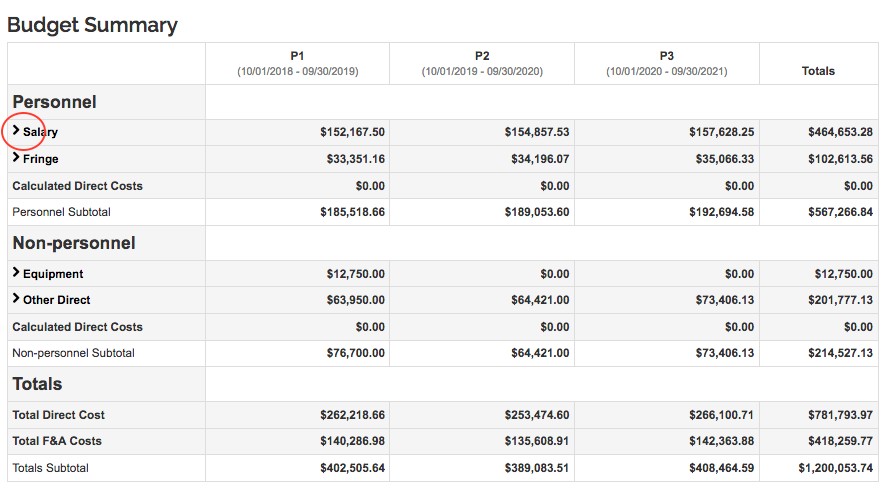 Budget Summary
P1 P2 P3
(10/01/2018 - 09/30/2019) (10/01/2019 - 09/30/2020) (10/01/2020 - 09/30/2021) Totals
Personnel
Salary $152,167.50 $154,857.53 $157,628.25 $464,653.28
Fringe $33,351.16 $34,196.07 $35,066.33 $102,613.56
Calculated Direct Costs $0.00 $0.00 $0.00 $0.00
Personnel Subtotal $185,518.66 $189,053.60 $192,694.58 $567,266.84
Non-personnel
Equipment $12,750.00 $0.00 $0.00 $12,750.00
Other Direct $63,950.00 $64,421.00 $73,406.13 $201,777.13
Calculated Direct Costs $0.00 $0.00 $0.00 $0.00
Non-personnel Subtotal $76,700.00 $64,421.00 $73,406.13 $214,527.13
Totals
Total Direct Cost $262,218.66 $253,474.60 $266,100.71 $781,793.97
Total F&A Costs $140,286.98 $135,608.91 $142,363.88 $418,259.77
Totals Subtotal $402,505.64 $389,083.51 $408,464.59 $1,200,053.74